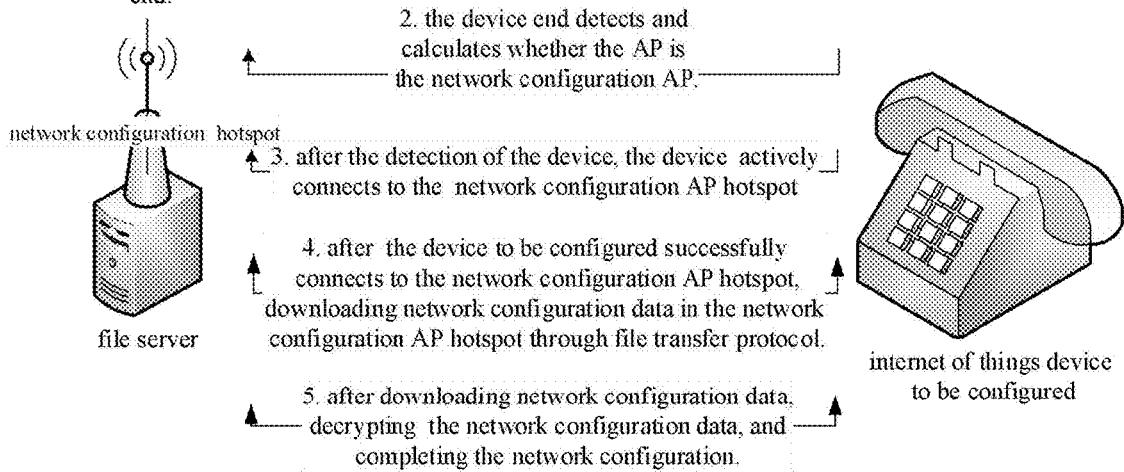 end.
2. the device end detects and
calculates whether the AP is
the network configuration AP.
network configuration hotspot
3. after the detection of the device, the device actively
connects to the network configuration AP hotspot
4. after the device to be configured successfully
connects to the network configuration AP hotspot,
downloading network configuration data in the network
configuration AP hotspot through file transfer protocol.
file server
internet of things device
to be configured
5. after downloading network configuration data,
decrypting the network configuration data, and
completing the network configuration.